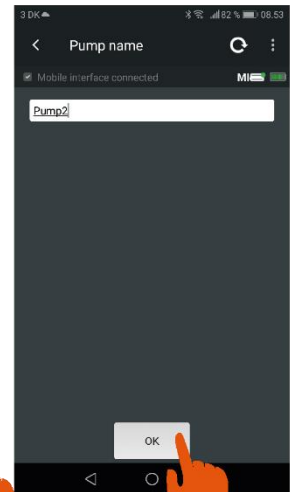 3 DK 82 % 08.53
Pump name
Mobile interface connected MI
Pump2
OK